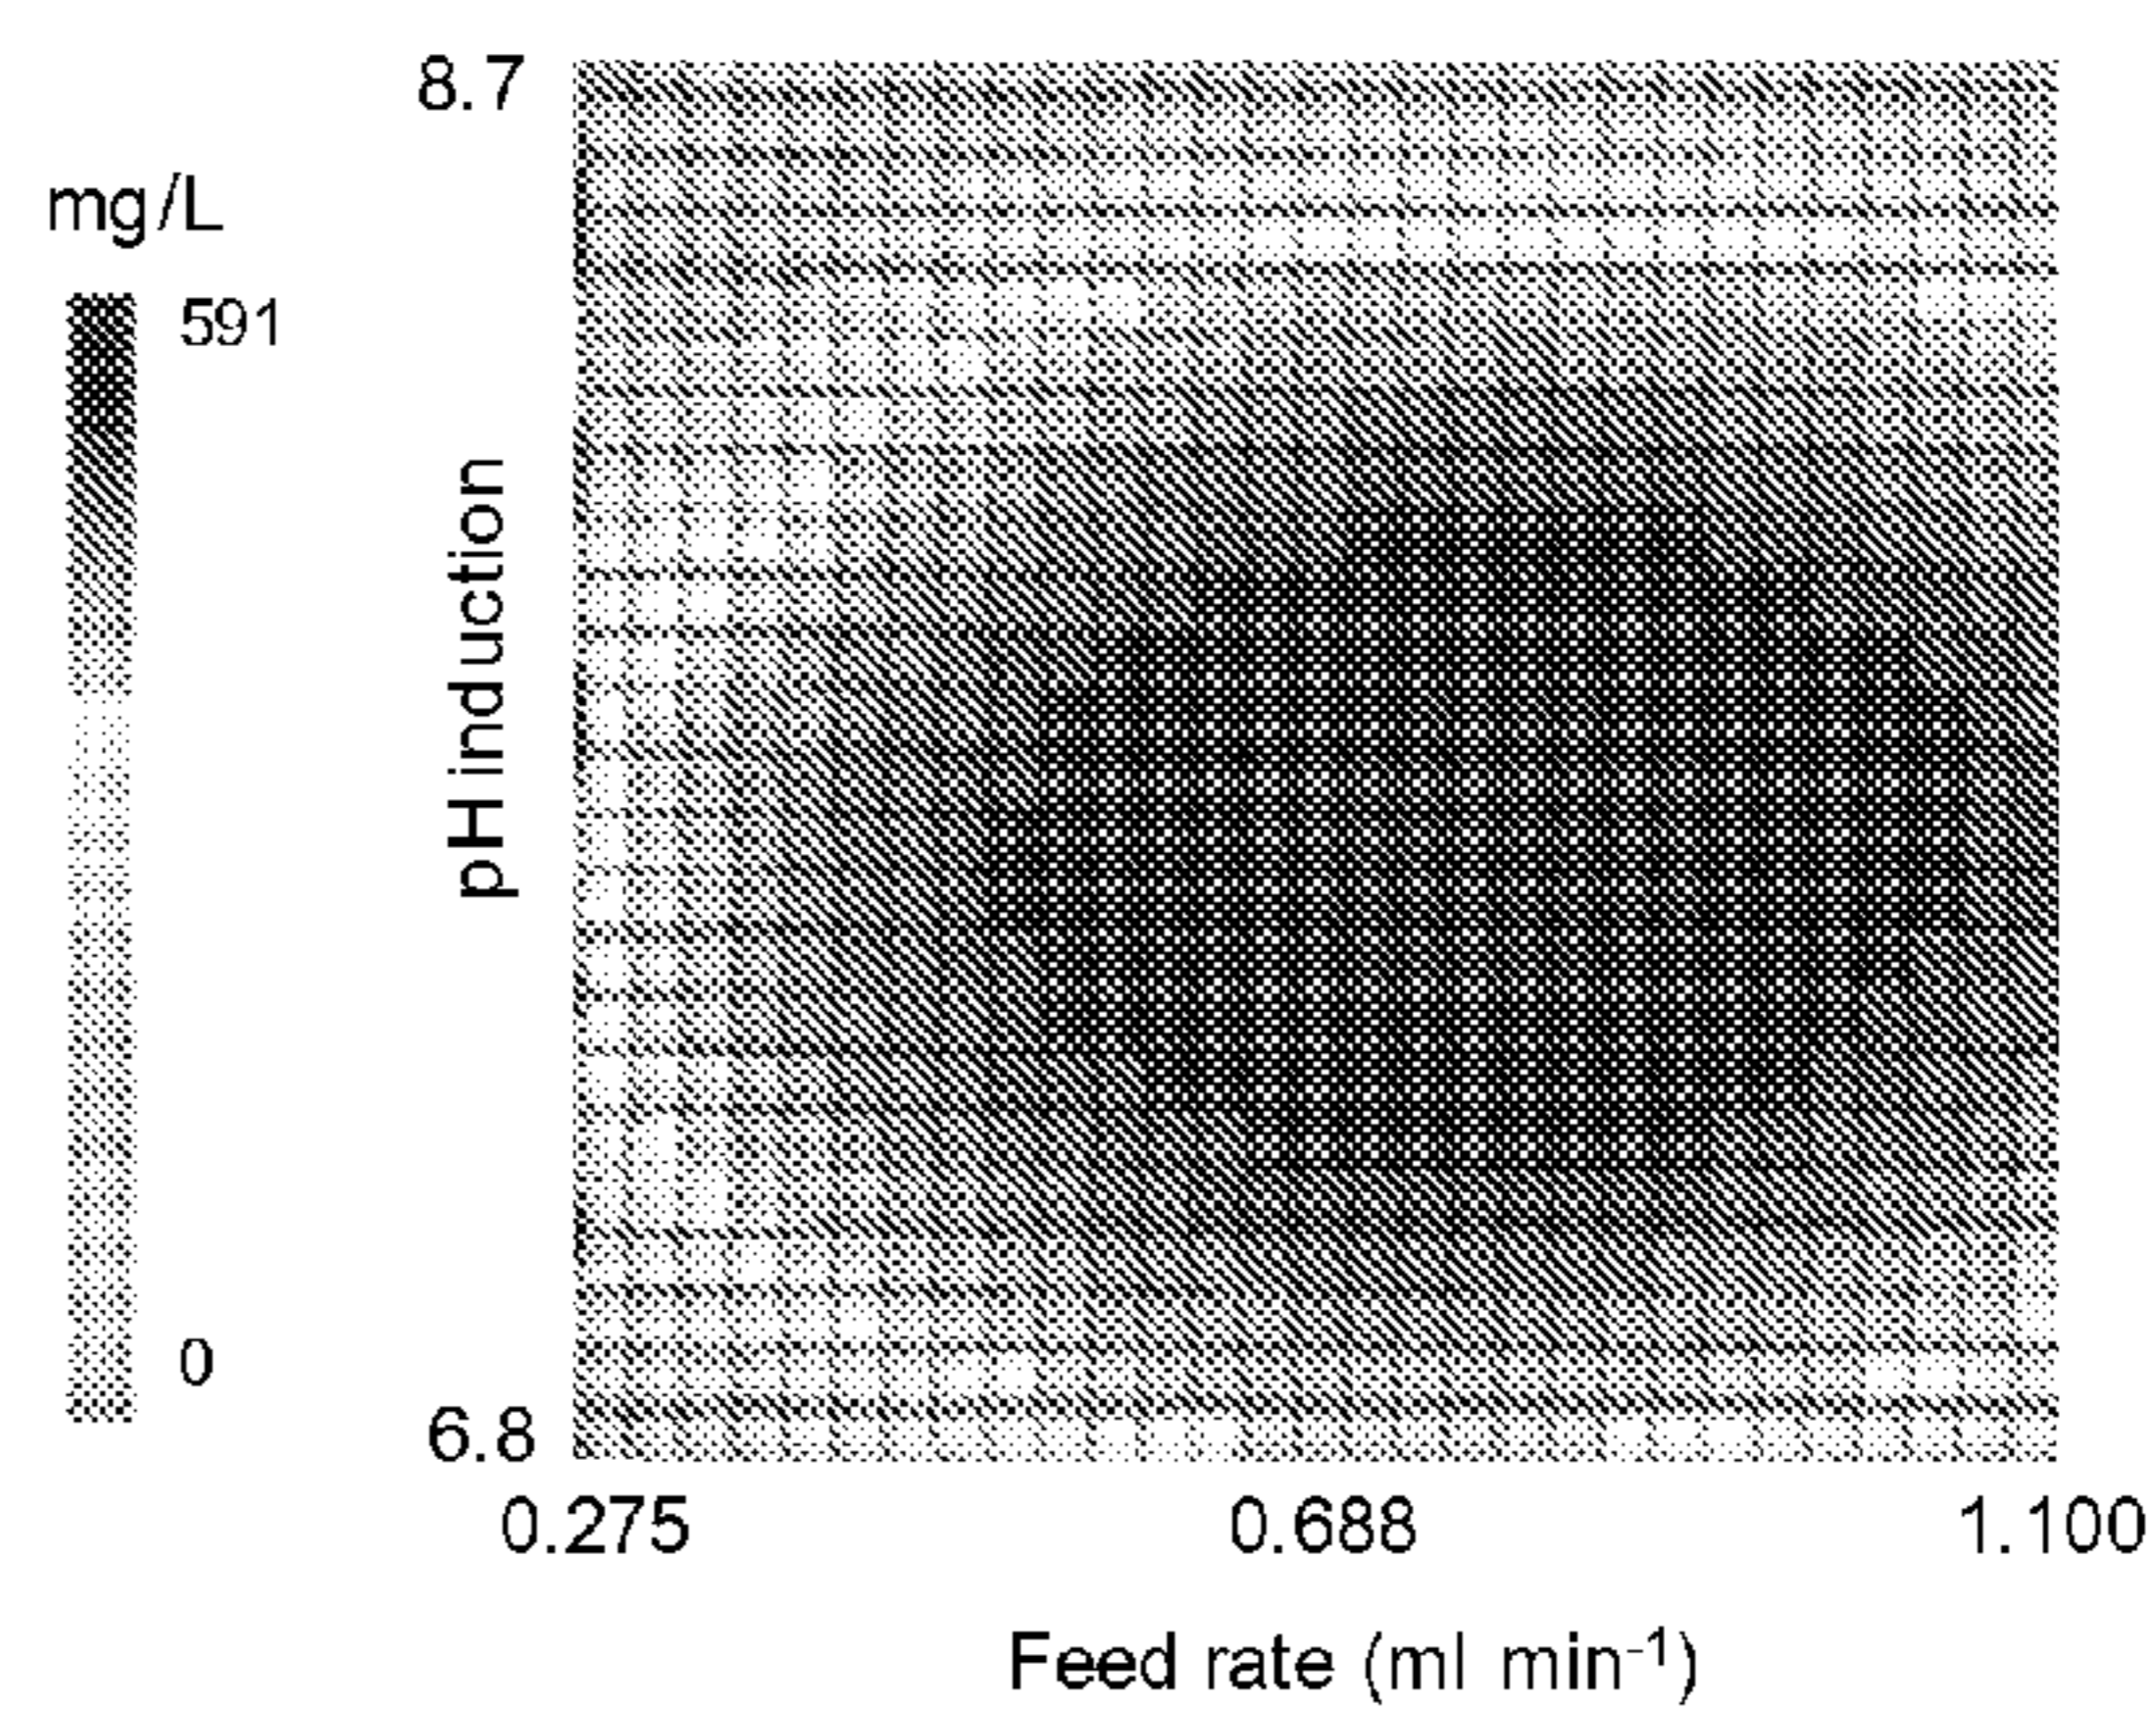 8.7
mg/L
591
pH induction
0
6.8
0.275 0.688 1.100
Feed rate (ml min⁻¹)